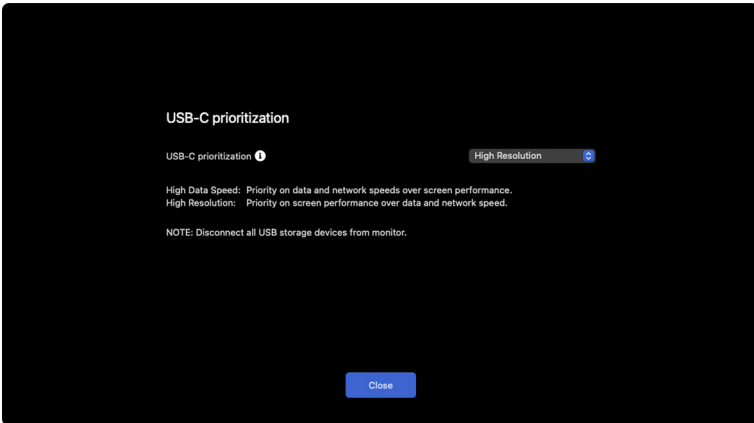 USB-C prioritization
USB-C prioritization
High Resolution
High Data Speed: Priority on data and network speeds over screen performance.
High Resolution: Priority on screen performance over data and network speed.
NOTE: Disconnect all USB storage devices from monitor.
Close